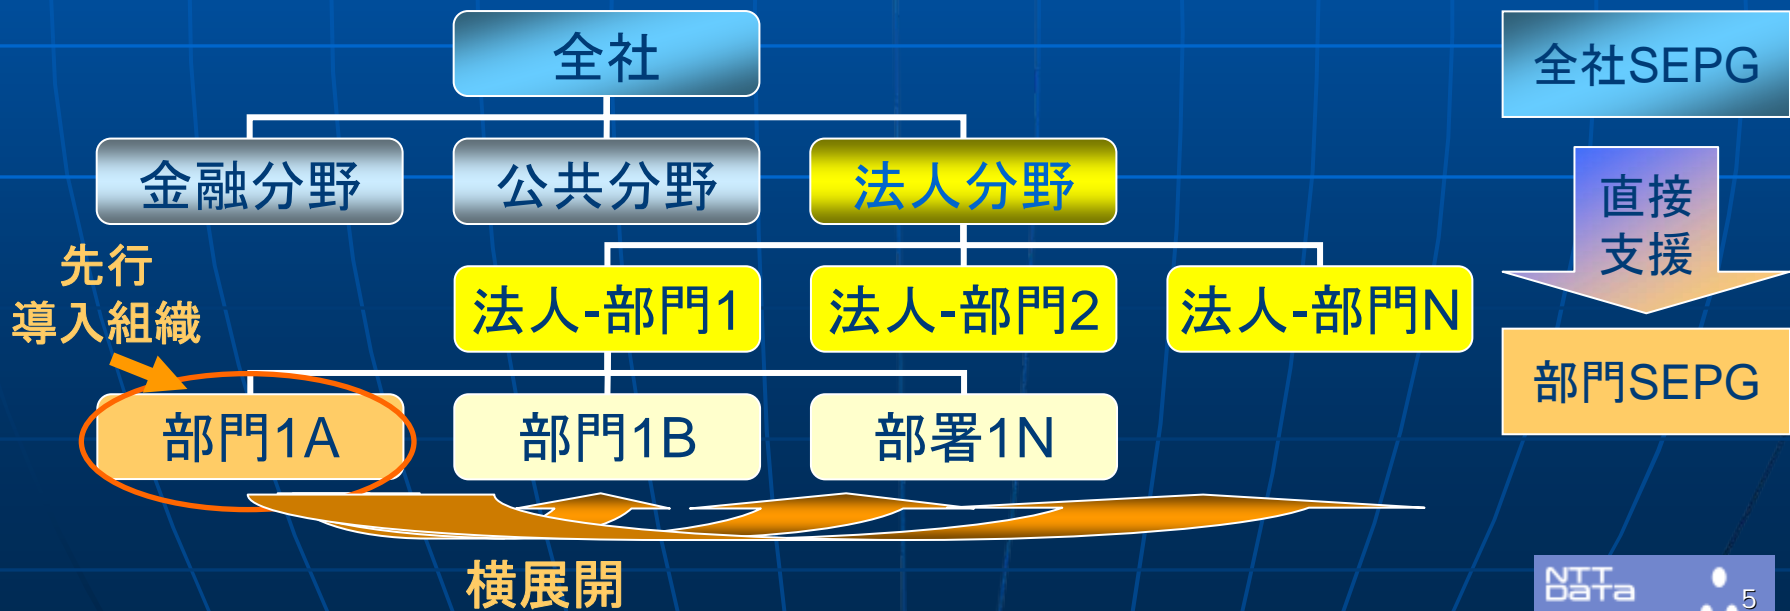 全社
全社SEPG
金融分野
公共分野
法人分野
直接
支援
先行
導入組織
法人-部門1
法人-部門2
法人-部門N
部門SEPG
部門1A
部門1B
部署1N
横展開
NTT
DATA
5